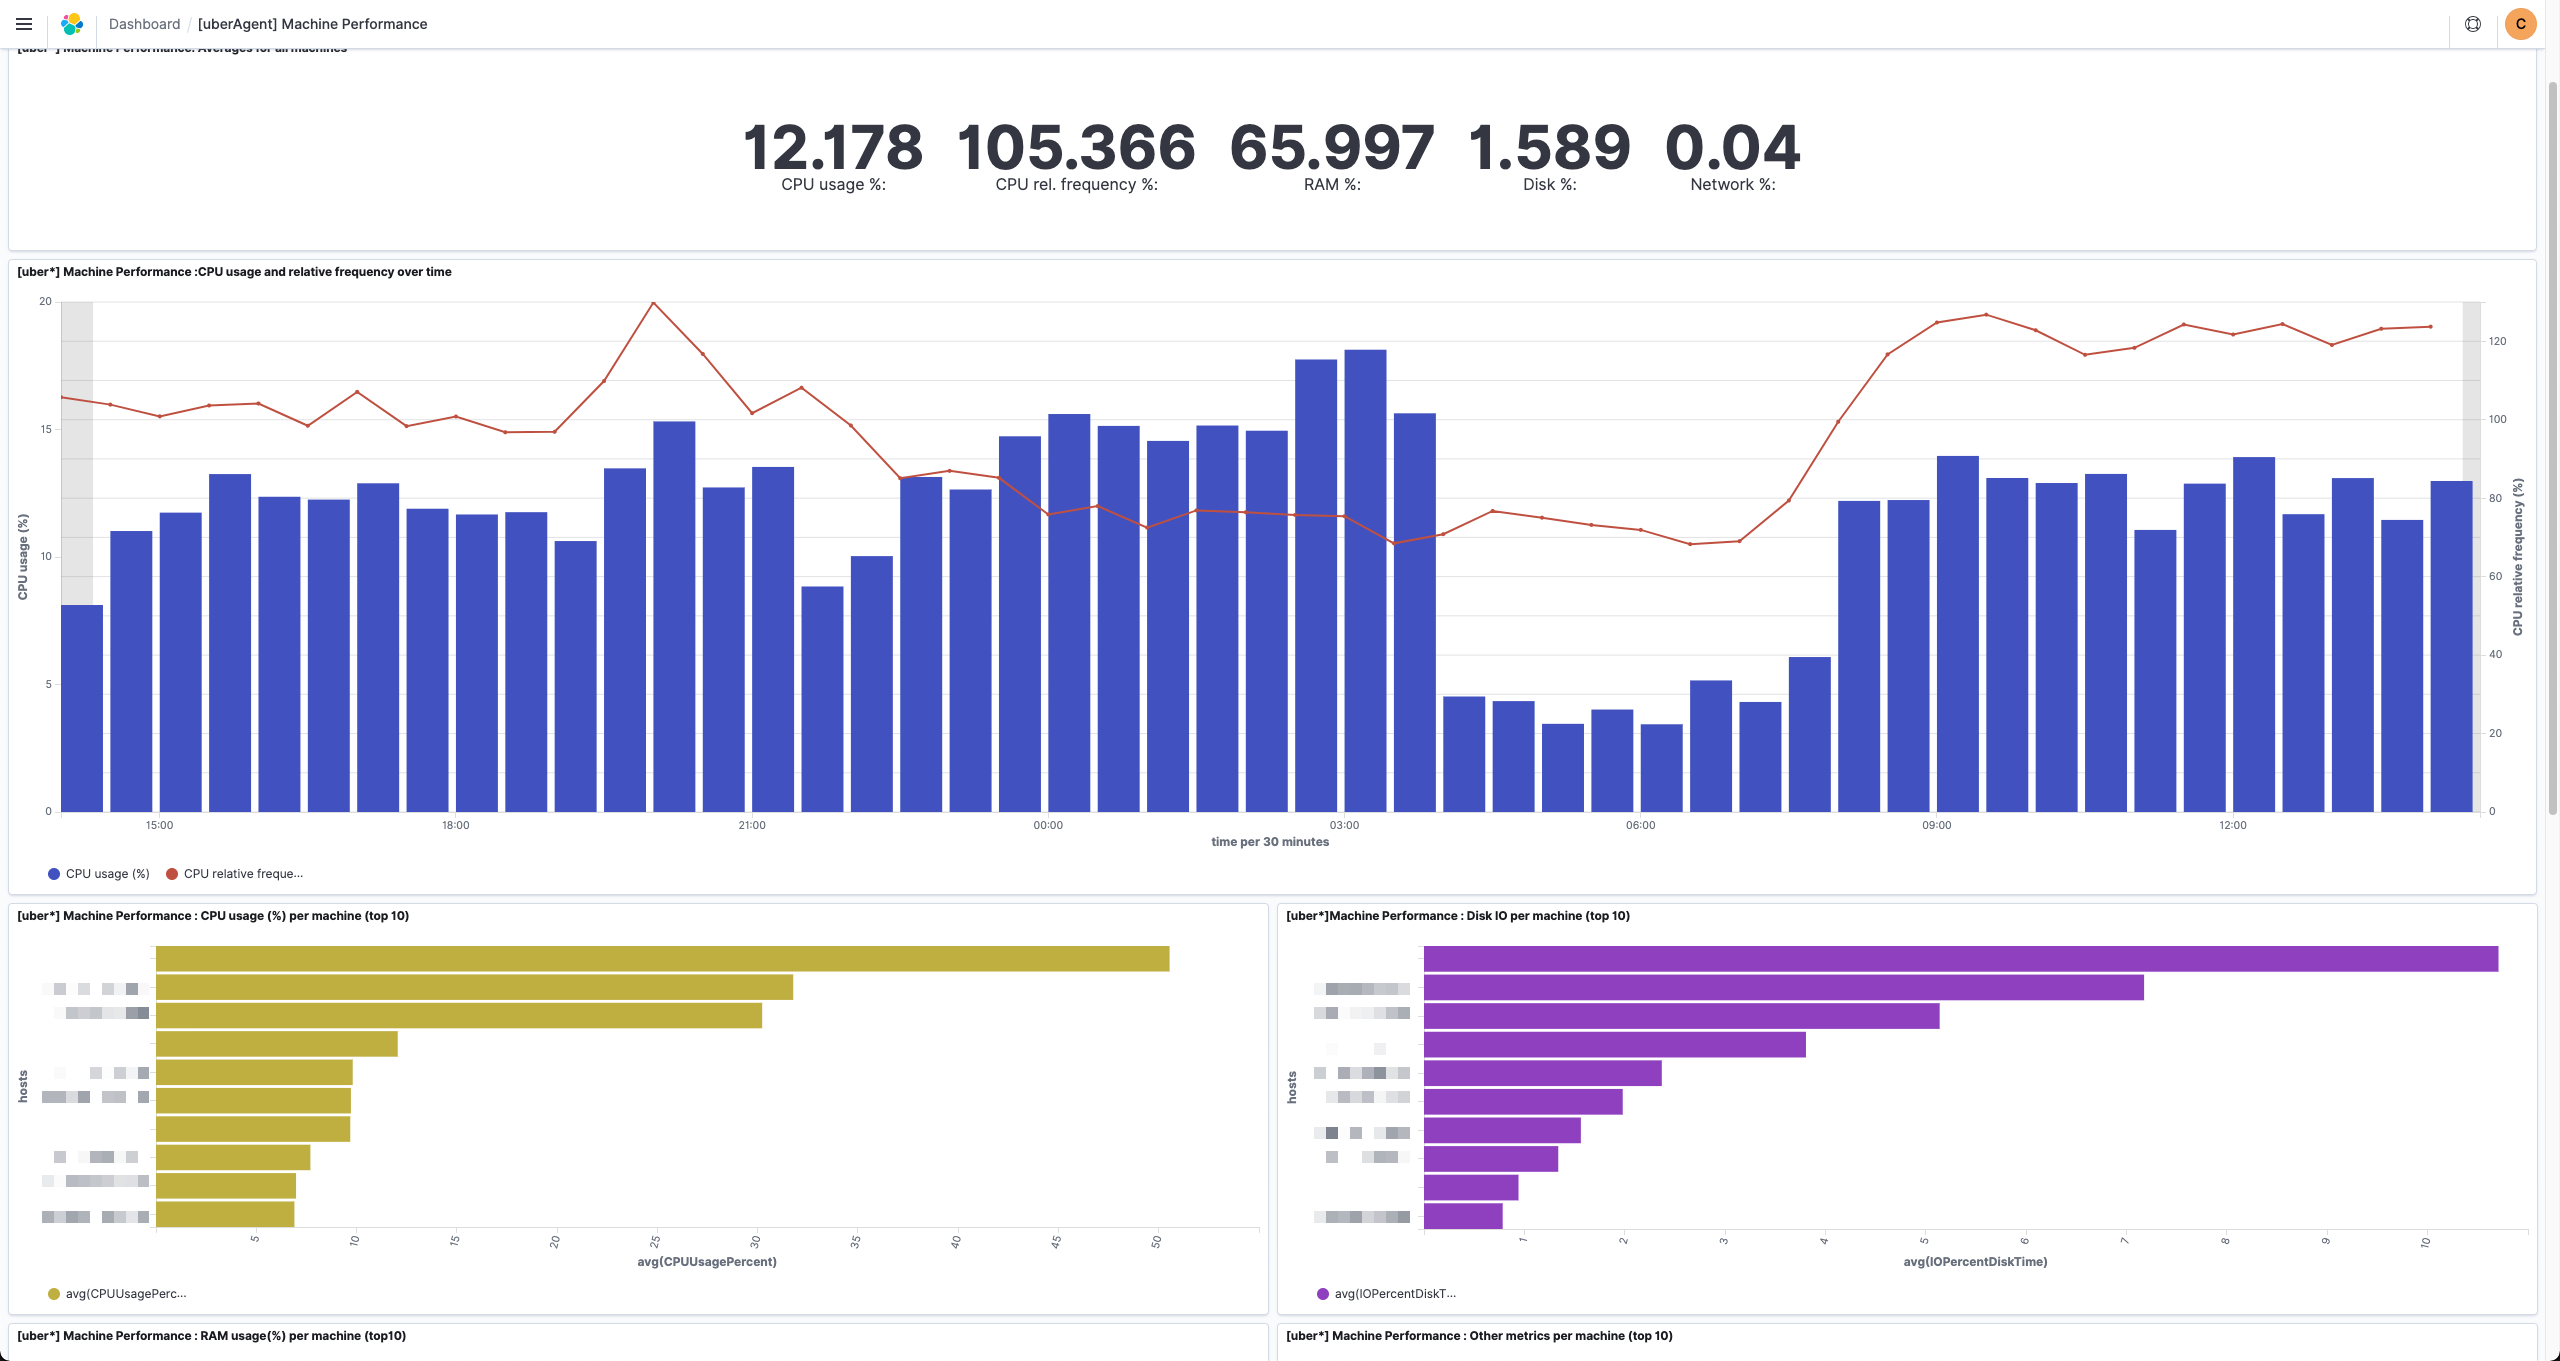 Dashboard / [uberAgent] Machine Performance
C
[uber*] Machine Performance: Averages for all machines
12.178 105.366 65.997 1.589 0.04
CPU usage %: CPU rel. frequency %: RAM %: Disk %: Network %:
[uber*] Machine Performance :CPU usage and relative frequency over time
20
15
10
5
0
CPU usage (%)
120
100
80
60
40
20
0
CPU relative frequency (%)
15:00 18:00 21:00 00:00 03:00 06:00 09:00 12:00
time per 30 minutes
CPU usage (%) CPU relative freque...
[uber*] Machine Performance : CPU usage (%) per machine (top 10)
hosts
5 10 15 20 25 30 35 40 45 50
avg(CPUUsagePercent)
avg(CPUUsagePerc...
[uber*]Machine Performance : Disk IO per machine (top 10)
hosts
1 2 3 4 5 6 7 8 9 10
avg(IOPercentDiskTime)
avg(IOPercentDiskT...
[uber*] Machine Performance : RAM usage(%) per machine (top10)
[uber*] Machine Performance : Other metrics per machine (top 10)